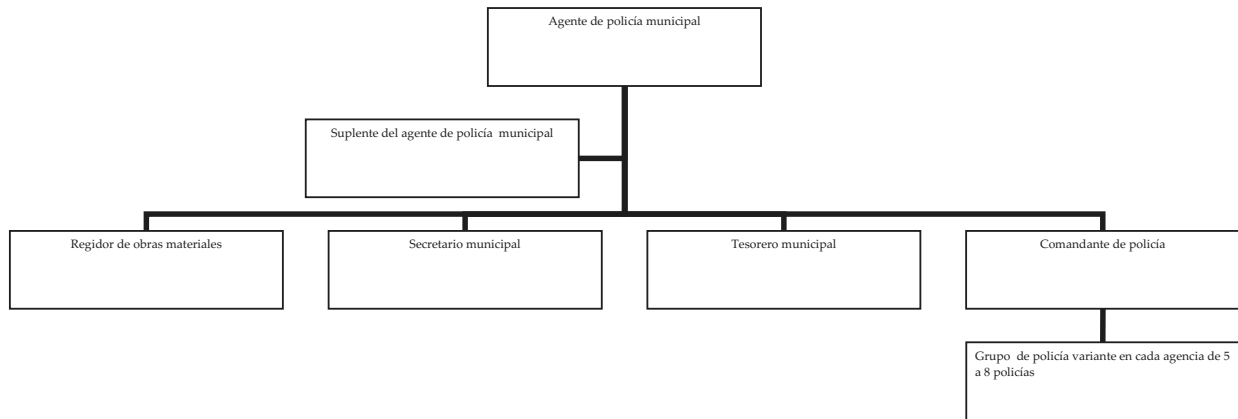 Agente de policía municipal
Suplente del agente de policía municipal
Regidor de obras materiales
Secretario municipal
Tesorero municipal
Comandante de policía
Grupo de policía variante en cada agencia de 5
a 8 policías